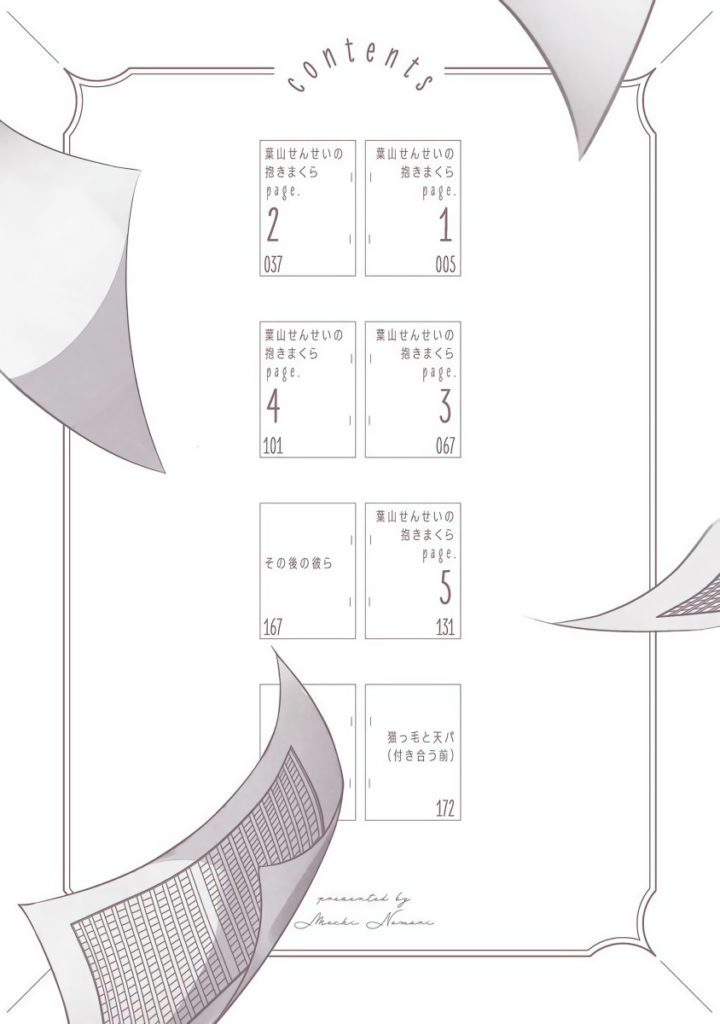 contents
葉山せんせいの
抱きまくら
page.
1
005
葉山せんせいの
抱きまくら
page.
2
037
葉山せんせいの
抱きまくら
page.
3
067
葉山せんせいの
抱きまくら
page.
4
101
葉山せんせいの
抱きまくら
page.
5
131
その後の彼ら
167
猫っ毛と天パ
(付き合う前)
172
presented by